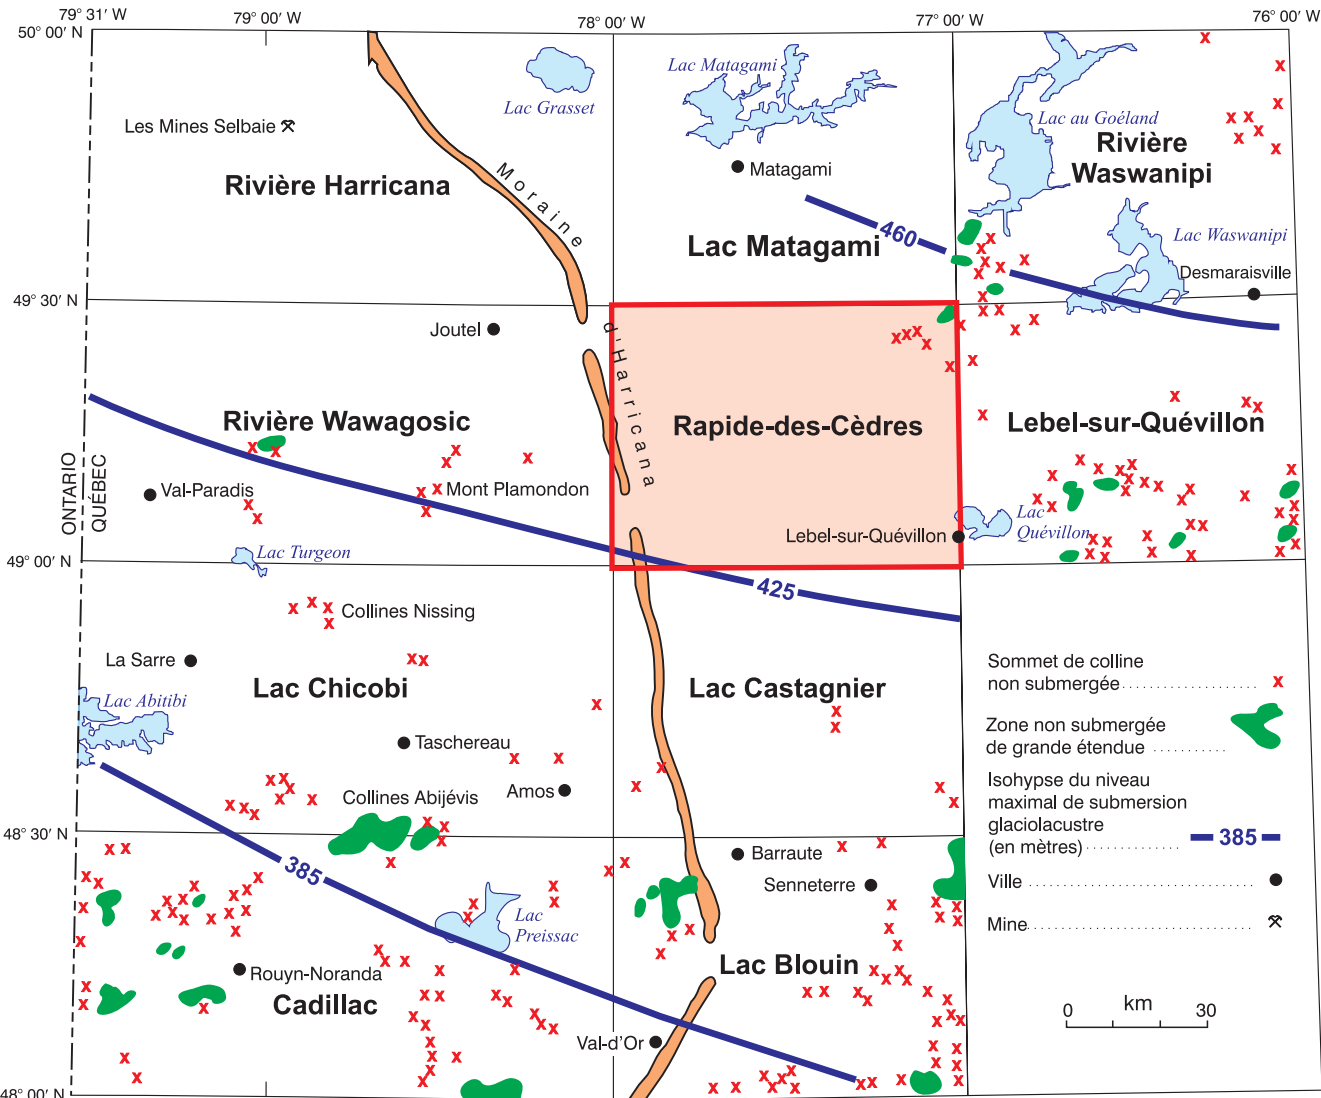 79° 31' W
79° 00' W
78° 00' W
77° 00' W
76° 00' W
50° 00' N
Lac Grasset
Lac Matagami
Lac au Goéland
Les Mines Selbaie
Rivière Harricana
Moraine
Matagami
Rivière
Waswanipi
460
Lac Matagami
Lac Waswanipi
Desmaraisville
49° 30' N
Joutel
d'Harricana
Rivière Wawagosic
Rapide-des-Cèdres
Lebel-sur-Quévillon
ONTARIO
QUÉBEC
Val-Paradis
Mont Plamondon
Lebel-sur-Quévillon
Lac
Quévillon
49° 00' N
Lac Turgeon
425
Collines Nissing
La Sarre
Lac Chicobi
Lac Castagnier
Lac Abitibi
Taschereau
Collines Abijévis
Amos
48° 30' N
385
Barraute
Senneterre
Lac
Preissac
Rouyn-Noranda
Cadillac
Lac Blouin
Val-d'Or
48° 00' N
Sommet de colline
non submergée
Zone non submergée
de grande étendue
Isohypse du niveau
maximal de submersion
glaciolacustre
(en mètres) 385
Ville
Mine
0 km 30